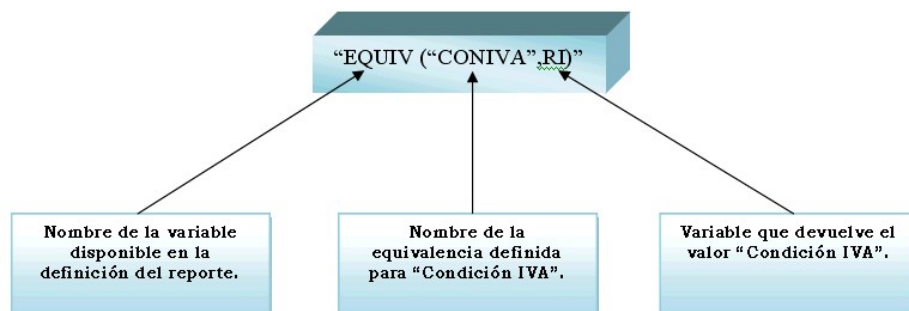 “EQUIV (“CONIVA”,RI)”
Nombre de la variable
disponible en la
definición del reporte.
Nombre de la
equivalencia definida
para “Condición IVA”.
Variable que devuelve el
valor “Condición IVA”.